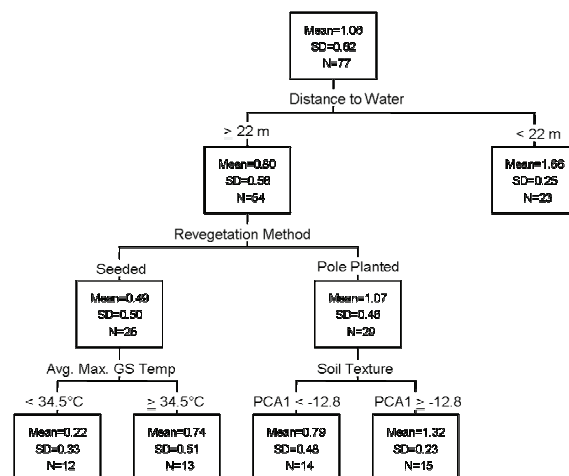 Mean=1.06
SD=0.62
N=77
Distance to Water
≥ 22 m
< 22 m
Mean=0.80
SD=0.56
N=54
Mean=1.66
SD=0.25
N=23
Revegetation Method
Seeded
Pole Planted
Mean=0.49
SD=0.50
N=25
Mean=1.07
SD=0.46
N=29
Avg. Max. GS Temp
Soil Texture
< 34.5°C
≥ 34.5°C
PCA1 < -12.8
PCA1 ≥ -12.8
Mean=0.22
SD=0.33
N=12
Mean=0.74
SD=0.51
N=13
Mean=0.79
SD=0.48
N=14
Mean=1.32
SD=0.23
N=15